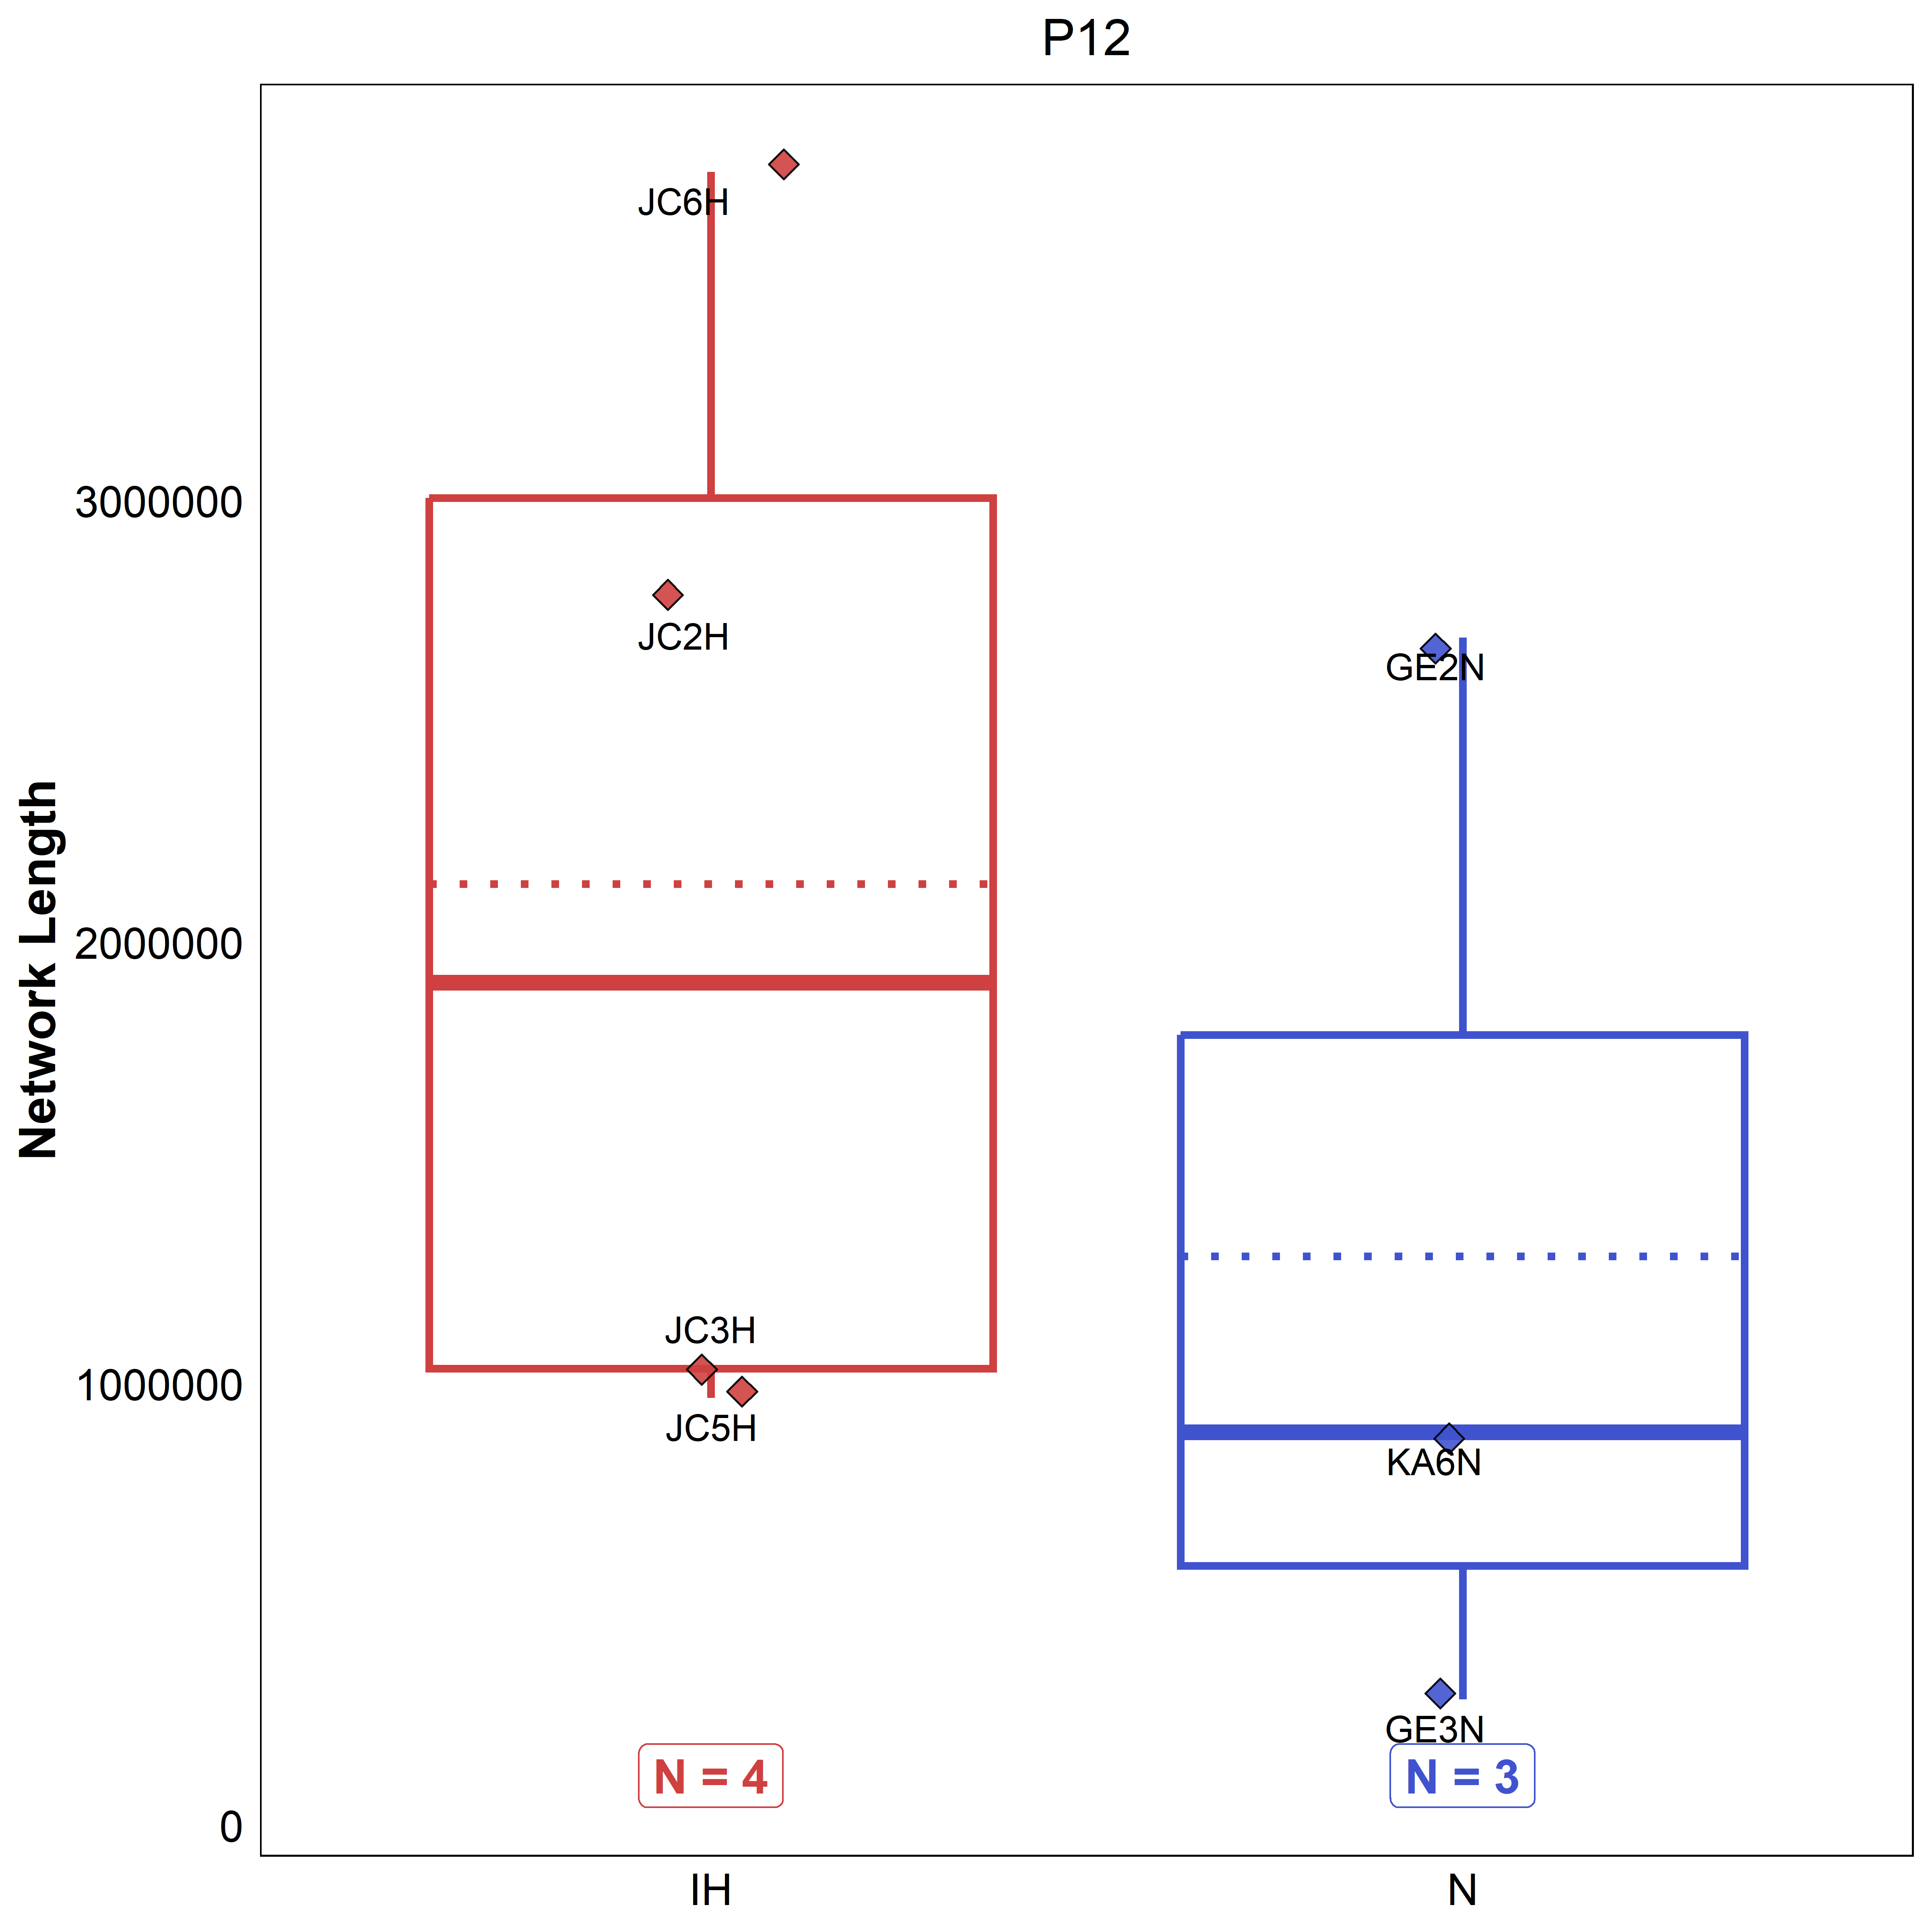 P12
Network Length
3000000
2000000
1000000
0
JC6H
JC2H
GE2N
JC3H
JC5H
KA6N
GE3N
N = 4
N = 3
IH
N